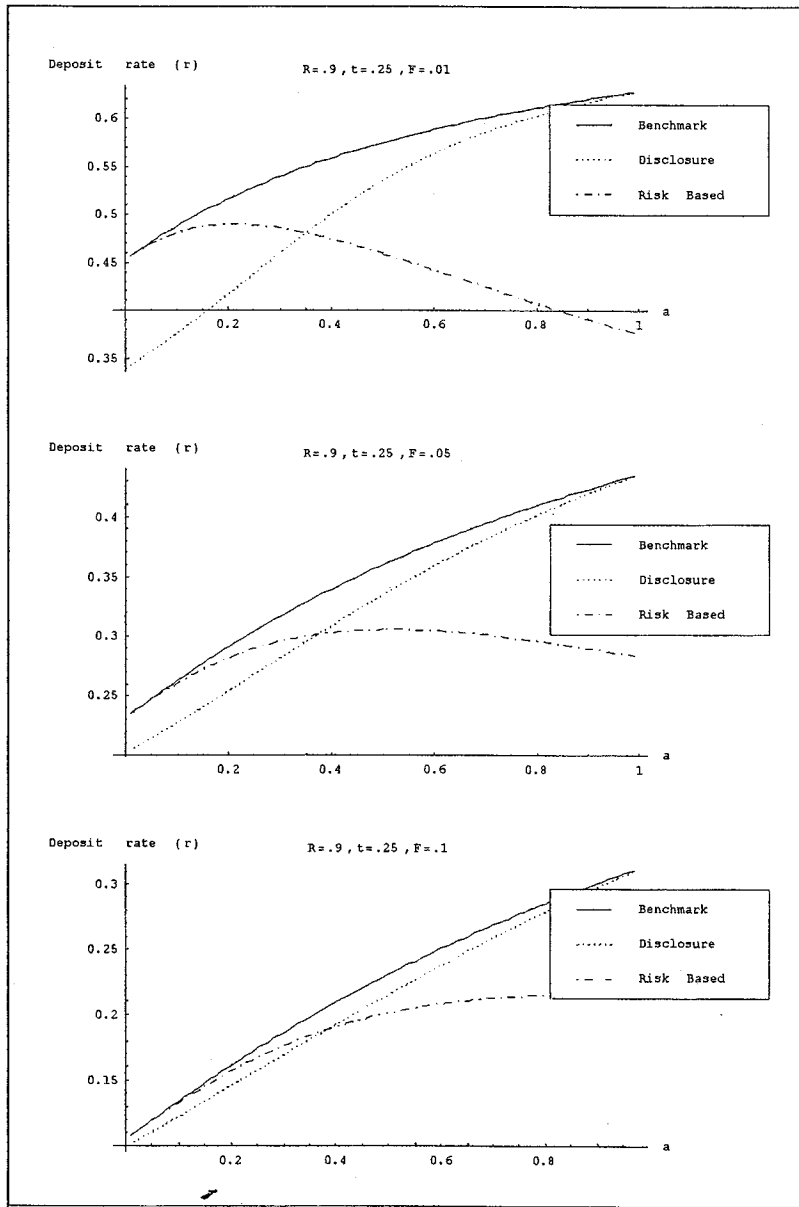 Deposit rate (r)
R=.9, t=.25, F=.01
0.6
Benchmark
0.55
Disclosure
Risk Based
0.5
0.45
0.2 0.4 0.6 0.8 1 a
0.35
Deposit rate (r)
R=.9, t=.25, F=.05
0.4
Benchmark
0.35
Disclosure
Risk Based
0.3
0.25
0.2 0.4 0.6 0.8 1 a
Deposit rate (r)
R=.9, t=.25, F=.1
0.3
Benchmark
0.25
Disclosure
Risk Based
0.2
0.15
0.2 0.4 0.6 0.8 a